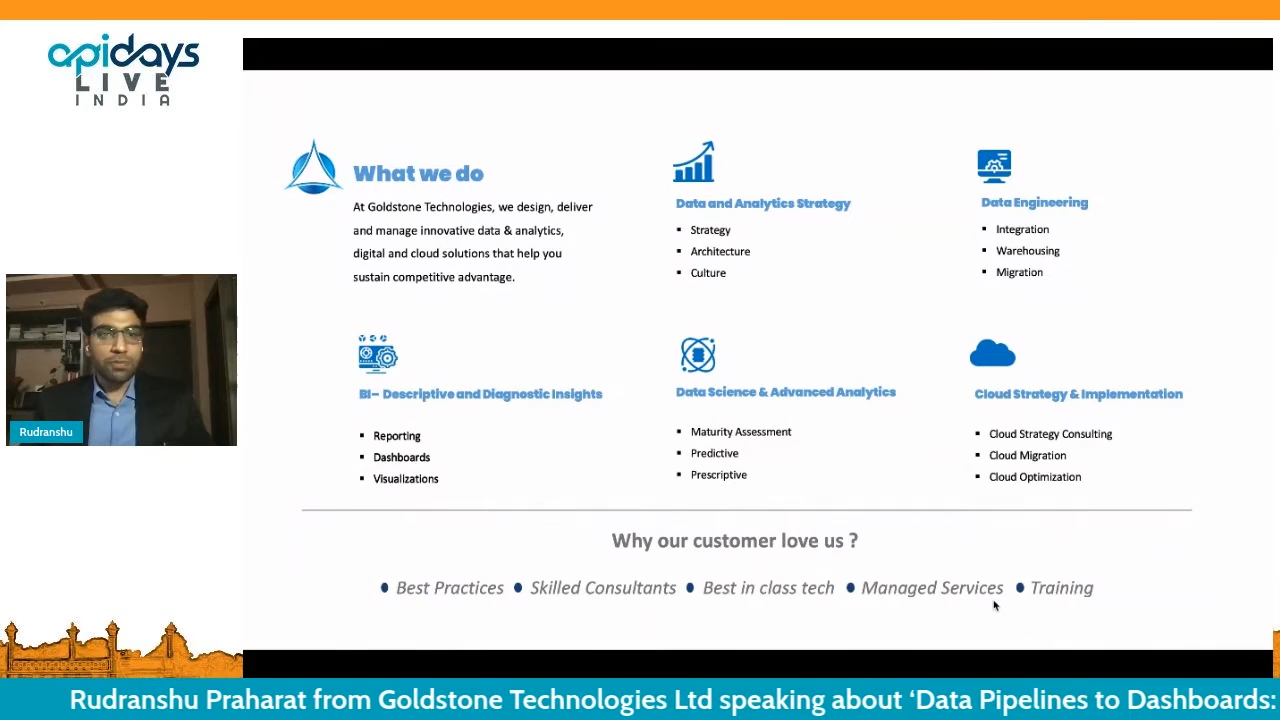 apidays
LIVE
INDIA
What we do
At Goldstone Technologies, we design, deliver
and manage innovative data & analytics,
digital and cloud solutions that help you
sustain competitive advantage.
Data and Analytics Strategy
▪ Strategy
▪ Architecture
▪ Culture
Data Engineering
▪ Integration
▪ Warehousing
▪ Migration
BI– Descriptive and Diagnostic Insights
▪ Reporting
▪ Dashboards
▪ Visualizations
Data Science & Advanced Analytics
▪ Maturity Assessment
▪ Predictive
▪ Prescriptive
Cloud Strategy & Implementation
▪ Cloud Strategy Consulting
▪ Cloud Migration
▪ Cloud Optimization
Why our customer love us ?
● Best Practices ● Skilled Consultants ● Best in class tech ● Managed Services ● Training
Rudranshu
Rudranshu Praharat from Goldstone Technologies Ltd speaking about ‘Data Pipelines to Dashboards: